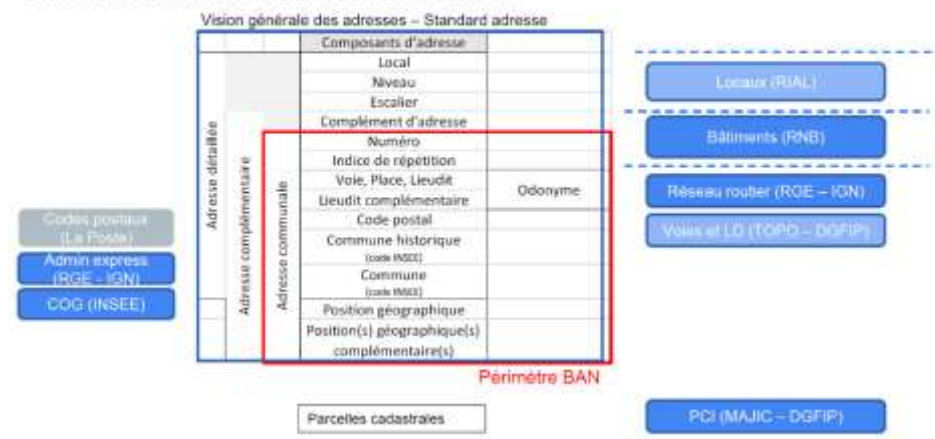 Vision générale des adresses – Standard adresse
Composants d'adresse
Local
Niveau
Escalier
Complément d'adresse
Numéro
Indice de répétition
Voie, Place, Lieudit
Lieudit complémentaire
Odonyme
Code postal
Commune historique
(code INSEE)
Commune
(code INSEE)
Position géographique
Position(s) géographique(s)
complémentaire(s)
Adresse détaillée
Adresse complémentaire
Adresse communale
Périmètre BAN
Parcelles cadastrales
Codes postaux
(La Poste)
Admin express
(RGE - IGN)
COG (INSEE)
Locaux (RIAL)
Bâtiments (RNB)
Réseau routier (RGE – IGN)
Voies et LD (TOPO – DGFIP)
PCI (MAJIC – DGFIP)